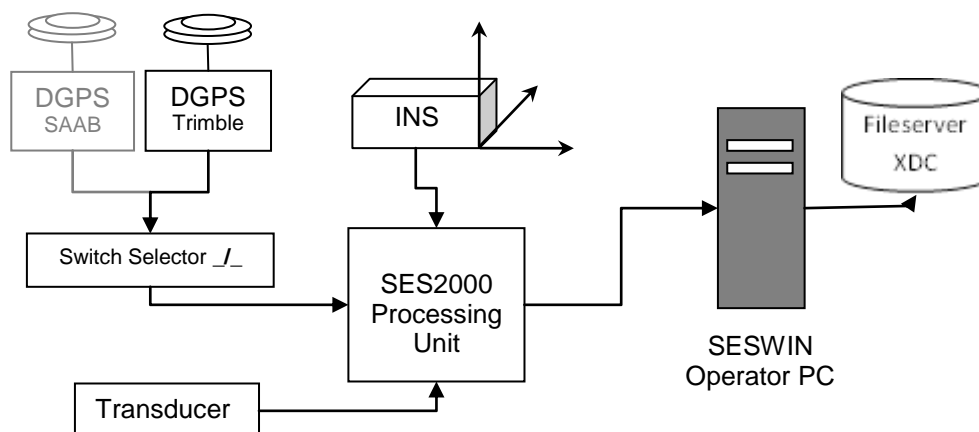 DGPS
SAAB
DGPS
Trimble
INS
Fileserver
XDC
Switch Selector _/_
SES2000
Processing
Unit
SESWIN
Operator PC
Transducer